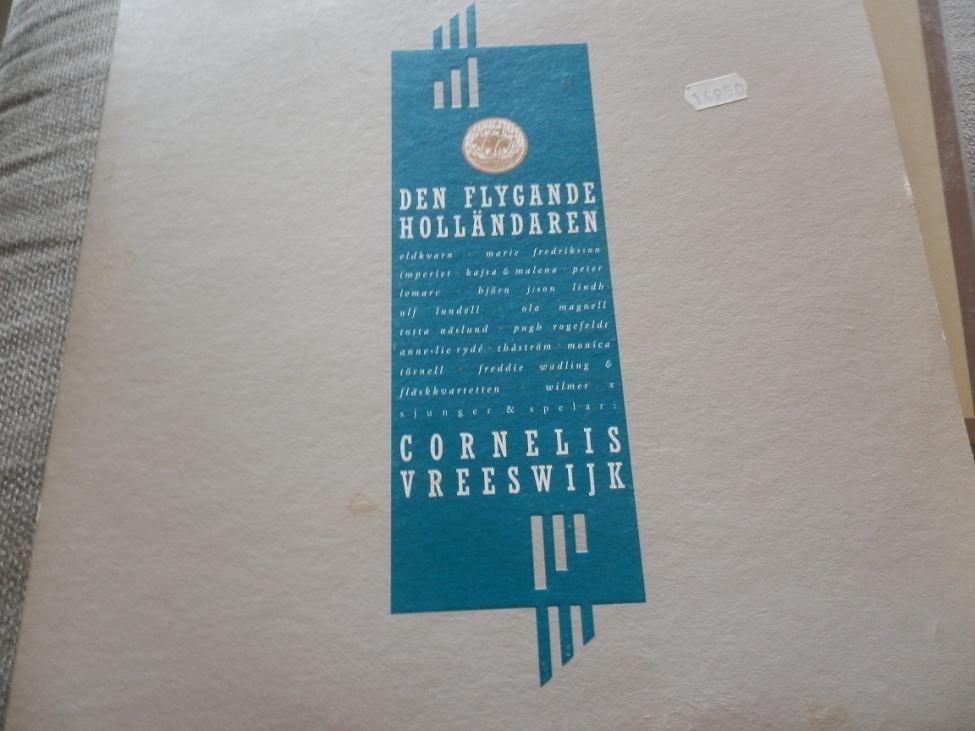 16950
DEN FLYGANDE
HOLLÄNDAREN
eldkvarn · marie fredriksson
imperiet · kajsa & malena · peter
lemarc · björn j:son lindh
ulf lundell · ola magnell
totta näslund · pugh rogefeldt
anne-lie rydé · thåström · monica
törnell · freddie wadling &
fläskkvartetten · wilmer x
sjunger & spelar:
CORNELIS
VREESWIJK